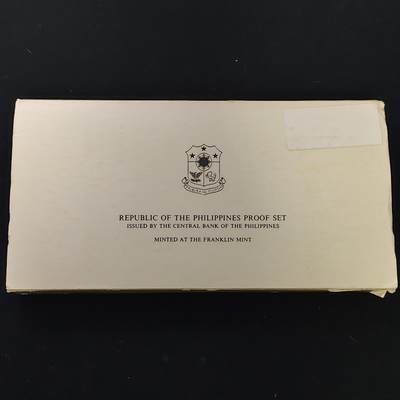 REPUBLIC OF THE PHILIPPINES PROOF SET
ISSUED BY THE CENTRAL BANK OF THE PHILIPPINES
MINTED AT THE FRANKLIN MINT